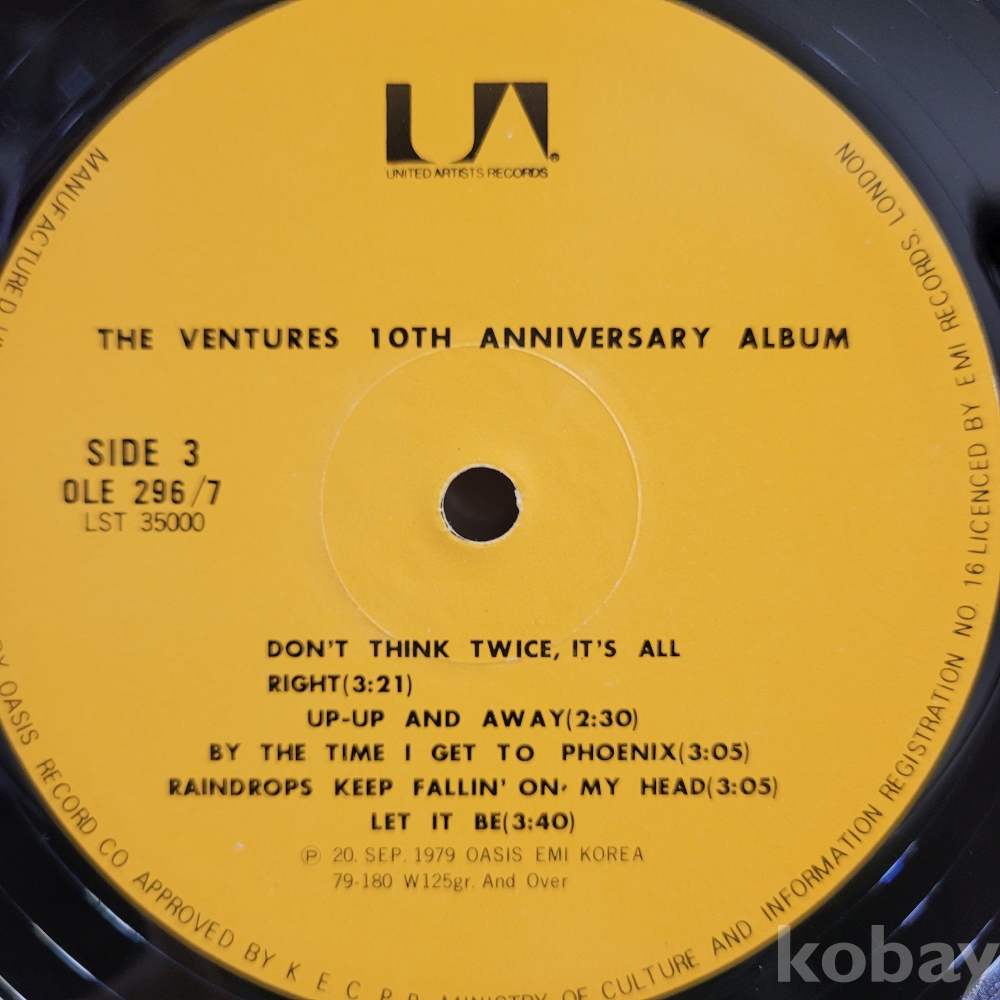 UA
UNITED ARTISTS RECORDS
THE VENTURES 10TH ANNIVERSARY ALBUM
SIDE 3
OLE 296/7
LST 35000
DON'T THINK TWICE, IT'S ALL
RIGHT(3:21)
UP-UP AND AWAY(2:30)
BY THE TIME I GET TO PHOENIX(3:05)
RAINDROPS KEEP FALLIN' ON, MY HEAD(3:05)
LET IT BE(3:40)
Ⓟ 20. SEP. 1979 OASIS EMI KOREA
79-180 W125gr. And Over
MANUFACTURED
BY OASIS RECORD CO APPROVED BY K E C P P MINISTRY OF CULTURE AND INFORMATION REGISTRATION NO. 16 LICENCED BY EMI RECORDS, LONDON
kobay